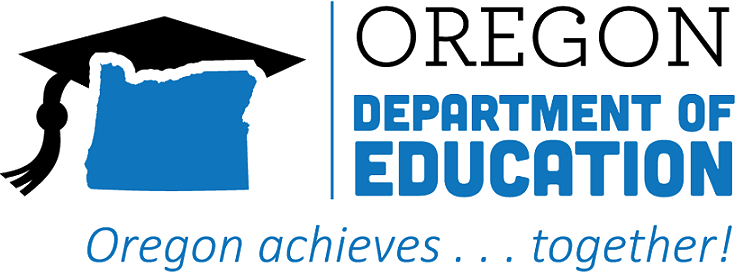 OREGON
DEPARTMENT OF
EDUCATION
Oregon achieves . . . together!